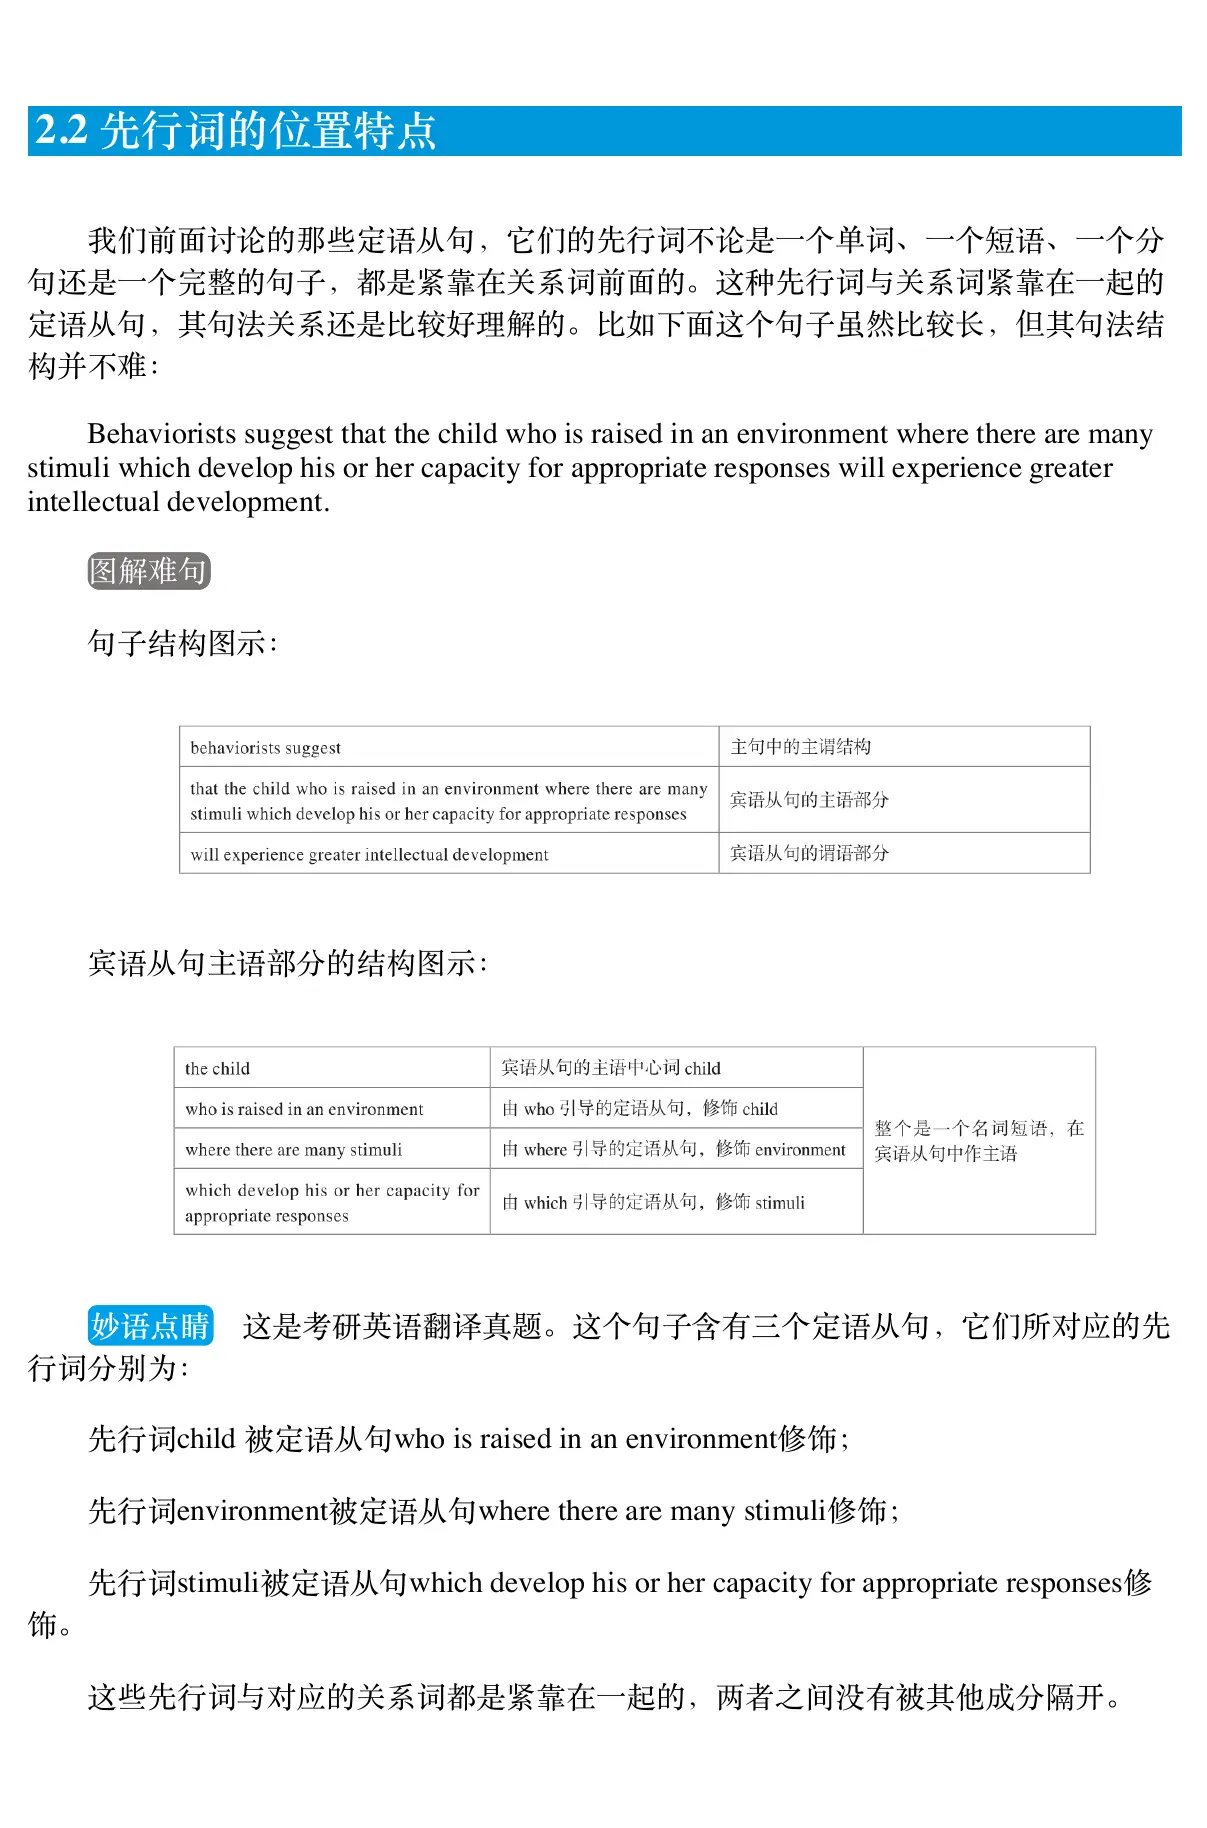 2.2 先行词的位置特点
我们前面讨论的那些定语从句，它们的先行词不论是一个单词、一个短语、一个分
句还是一个完整的句子，都是紧靠在关系词前面的。这种先行词与关系词紧靠在一起的
定语从句，其句法关系还是比较好理解的。比如下面这个句子虽然比较长，但其句法结
构并不难：
Behaviorists suggest that the child who is raised in an environment where there are many
stimuli which develop his or her capacity for appropriate responses will experience greater
intellectual development.
图解难句
句子结构图示：
behaviorists suggest
主句中的主谓结构
that the child who is raised in an environment where there are many
stimuli which develop his or her capacity for appropriate responses
宾语从句的主语部分
will experience greater intellectual development
宾语从句的谓语部分
宾语从句主语部分的结构图示：
the child
宾语从句的主语中心词 child
who is raised in an environment
由 who 引导的定语从句，修饰 child
where there are many stimuli
由 where 引导的定语从句，修饰 environment
which develop his or her capacity for
appropriate responses
由 which 引导的定语从句，修饰 stimuli
整个是一个名词短语，在
宾语从句中作主语
妙语点睛 这是考研英语翻译真题。这个句子含有三个定语从句，它们所对应的先
行词分别为：
先行词child 被定语从句who is raised in an environment修饰；
先行词environment被定语从句where there are many stimuli修饰；
先行词stimuli被定语从句which develop his or her capacity for appropriate responses修
饰。
这些先行词与对应的关系词都是紧靠在一起的，两者之间没有被其他成分隔开。